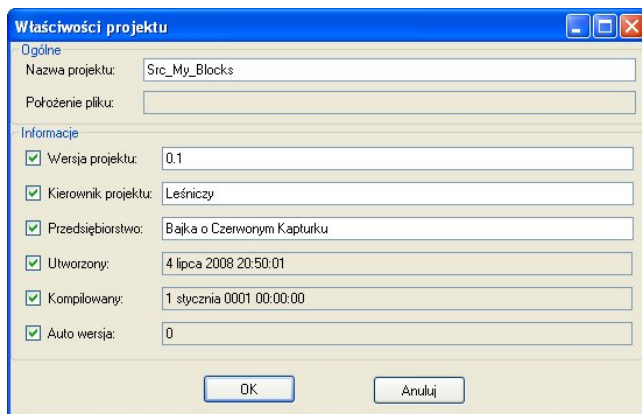 Właściwości projektu
Ogólne
Nazwa projektu: Src_My_Blocks
Położenie pliku:
Informacje
Wersja projektu: 0.1
Kierownik projektu: Leśniczy
Przedsiębiorstwo: Bajka o Czerwonym Kapturku
Utworzony: 4 lipca 2008 20:50:01
Kompilowany: 1 stycznia 0001 00:00:00
Auto wersja: 0
OK Anuluj